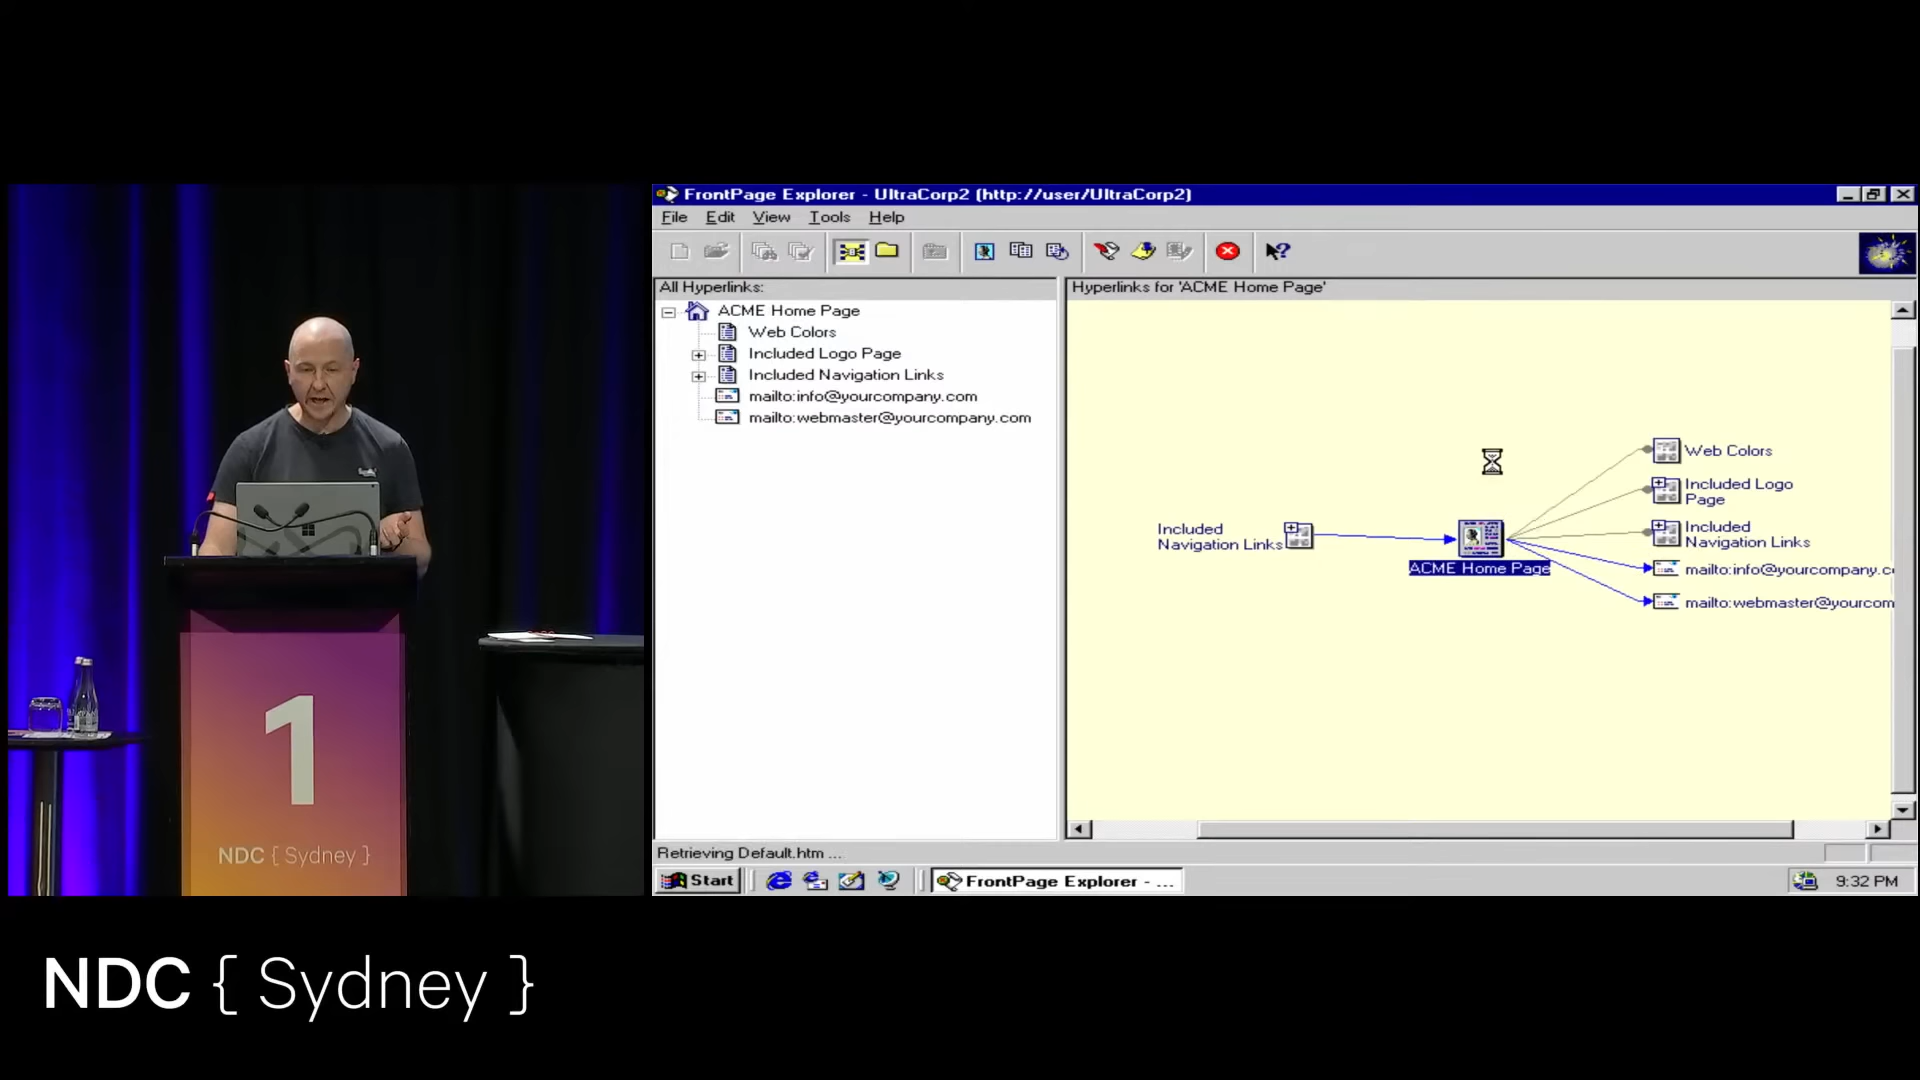 FrontPage Explorer - UltraCorp2 (http://user/UltraCorp2)
File Edit View Tools Help
All Hyperlinks:
ACME Home Page
Web Colors
Included Logo Page
Included Navigation Links
mailto:info@yourcompany.com
mailto:webmaster@yourcompany.com
Hyperlinks for 'ACME Home Page'
Included
Navigation Links
ACME Home Page
Web Colors
Included Logo
Page
Included
Navigation Links
mailto:info@yourcompany.c
mailto:webmaster@yourcom
Retrieving Default.htm ...
Start
FrontPage Explorer - ...
9:32 PM
1
NDC { Sydney }
NDC { Sydney }